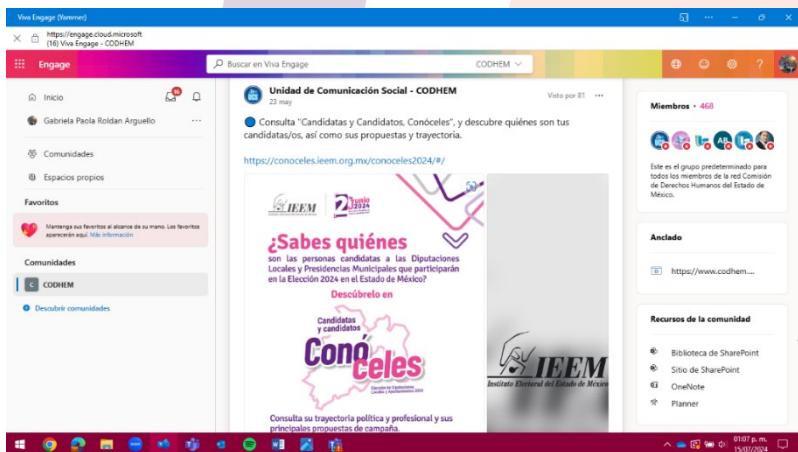 Viva Engage (Yammer)
https://engage.cloud.microsoft
(16) Viva Engage - CODHEM
Engage
Buscar en Viva Engage
CODHEM
Inicio
Gabriela Paola Roldan Arguello
Comunidades
Espacios propios
Favoritos
Mantenga sus favoritos al alcance de su mano. Los favoritos
aparecerán aquí. Más información
Comunidades
C CODHEM
Descubrir comunidades
Unidad de Comunicación Social - CODHEM
23 may
Visto por 81
Consulta "Candidatas y Candidatos, Conóceles", y descubre quiénes son tus
candidatas/os, así como sus propuestas y trayectoria.
https://conoceles.ieem.org.mx/conoceles2024/#/
IEEM
2 Junio
2024
¿Sabes quiénes
son las personas candidatas a las Diputaciones
Locales y Presidencias Municipales que participarán
en la Elección 2024 en el Estado de México?
Descúbrelo en
Candidatas
y candidatos
Conóceles
Elección de Diputaciones
Locales y Ayuntamientos 2024
Consulta su trayectoria política y profesional y sus
principales propuestas de campaña.
IEEM
Instituto Electoral del Estado de México
Miembros • 468
Este es el grupo predeterminado para
todos los miembros de la red Comisión
de Derechos Humanos del Estado de
México.
Anclado
https://www.codhem....
Recursos de la comunidad
Biblioteca de SharePoint
Sitio de SharePoint
OneNote
Planner
01:07 p. m.
15/07/2024